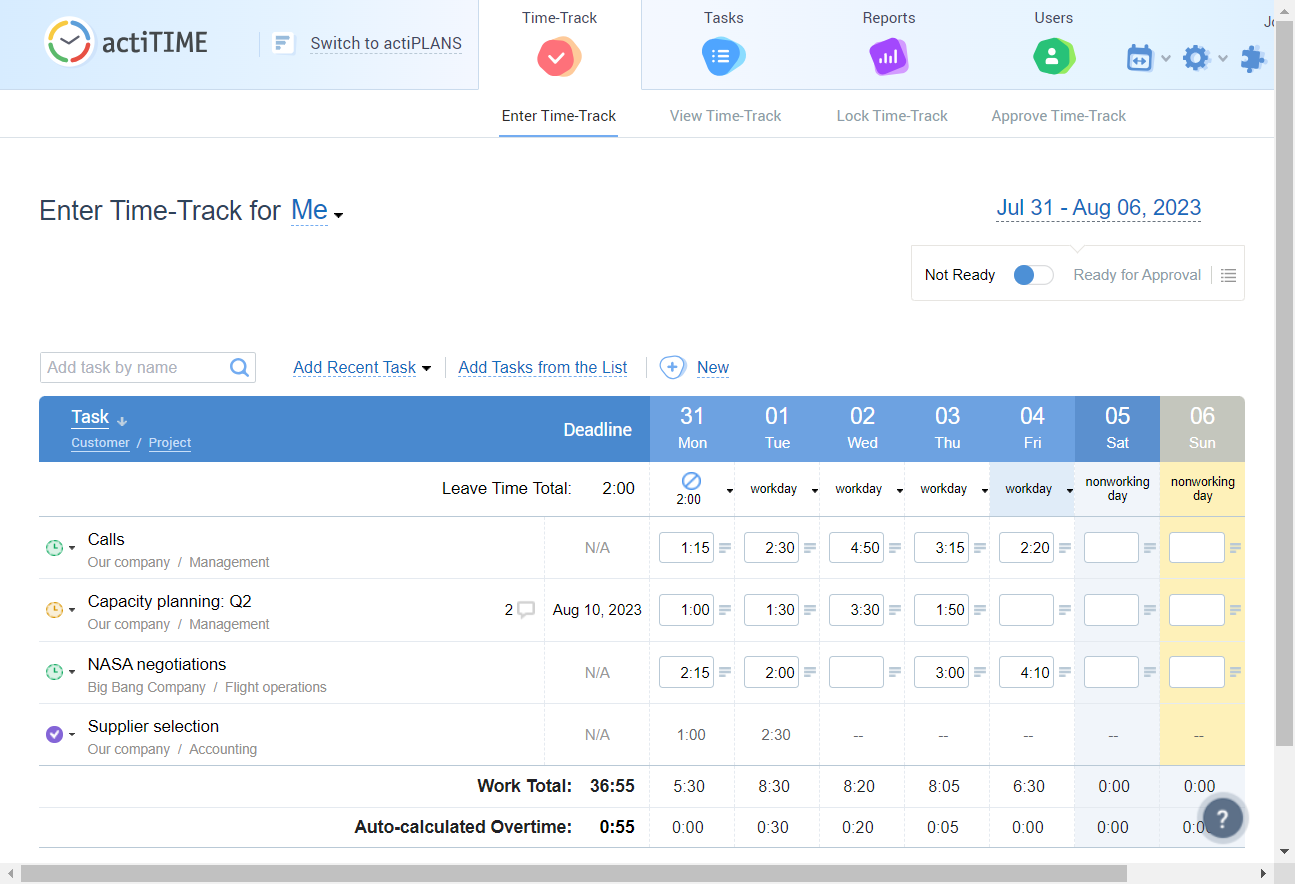 actiTIME
Switch to actiPLANS
Time-Track
Tasks
Reports
Users
Enter Time-Track
View Time-Track
Lock Time-Track
Approve Time-Track
Enter Time-Track for Me
Jul 31 - Aug 06, 2023
Not Ready
Ready for Approval
Add task by name
Add Recent Task
Add Tasks from the List
New
Task
Customer / Project
Deadline
31 01 02 03 04 05 06
Mon Tue Wed Thu Fri Sat Sun
Leave Time Total: 2:00
2:00
workday workday workday workday
nonworking day
nonworking day
Calls
Our company / Management
N/A 1:15 2:30 4:50 3:15 2:20
Capacity planning: Q2
Our company / Management
2 Aug 10, 2023 1:00 1:30 3:30 1:50
NASA negotiations
Big Bang Company / Flight operations
N/A 2:15 2:00 3:00 4:10
Supplier selection
Our company / Accounting
N/A 1:00 2:30 -- -- -- -- --
Work Total: 36:55 5:30 8:30 8:20 8:05 6:30 0:00 0:00
Auto-calculated Overtime: 0:55 0:00 0:30 0:20 0:05 0:00 0:00
?